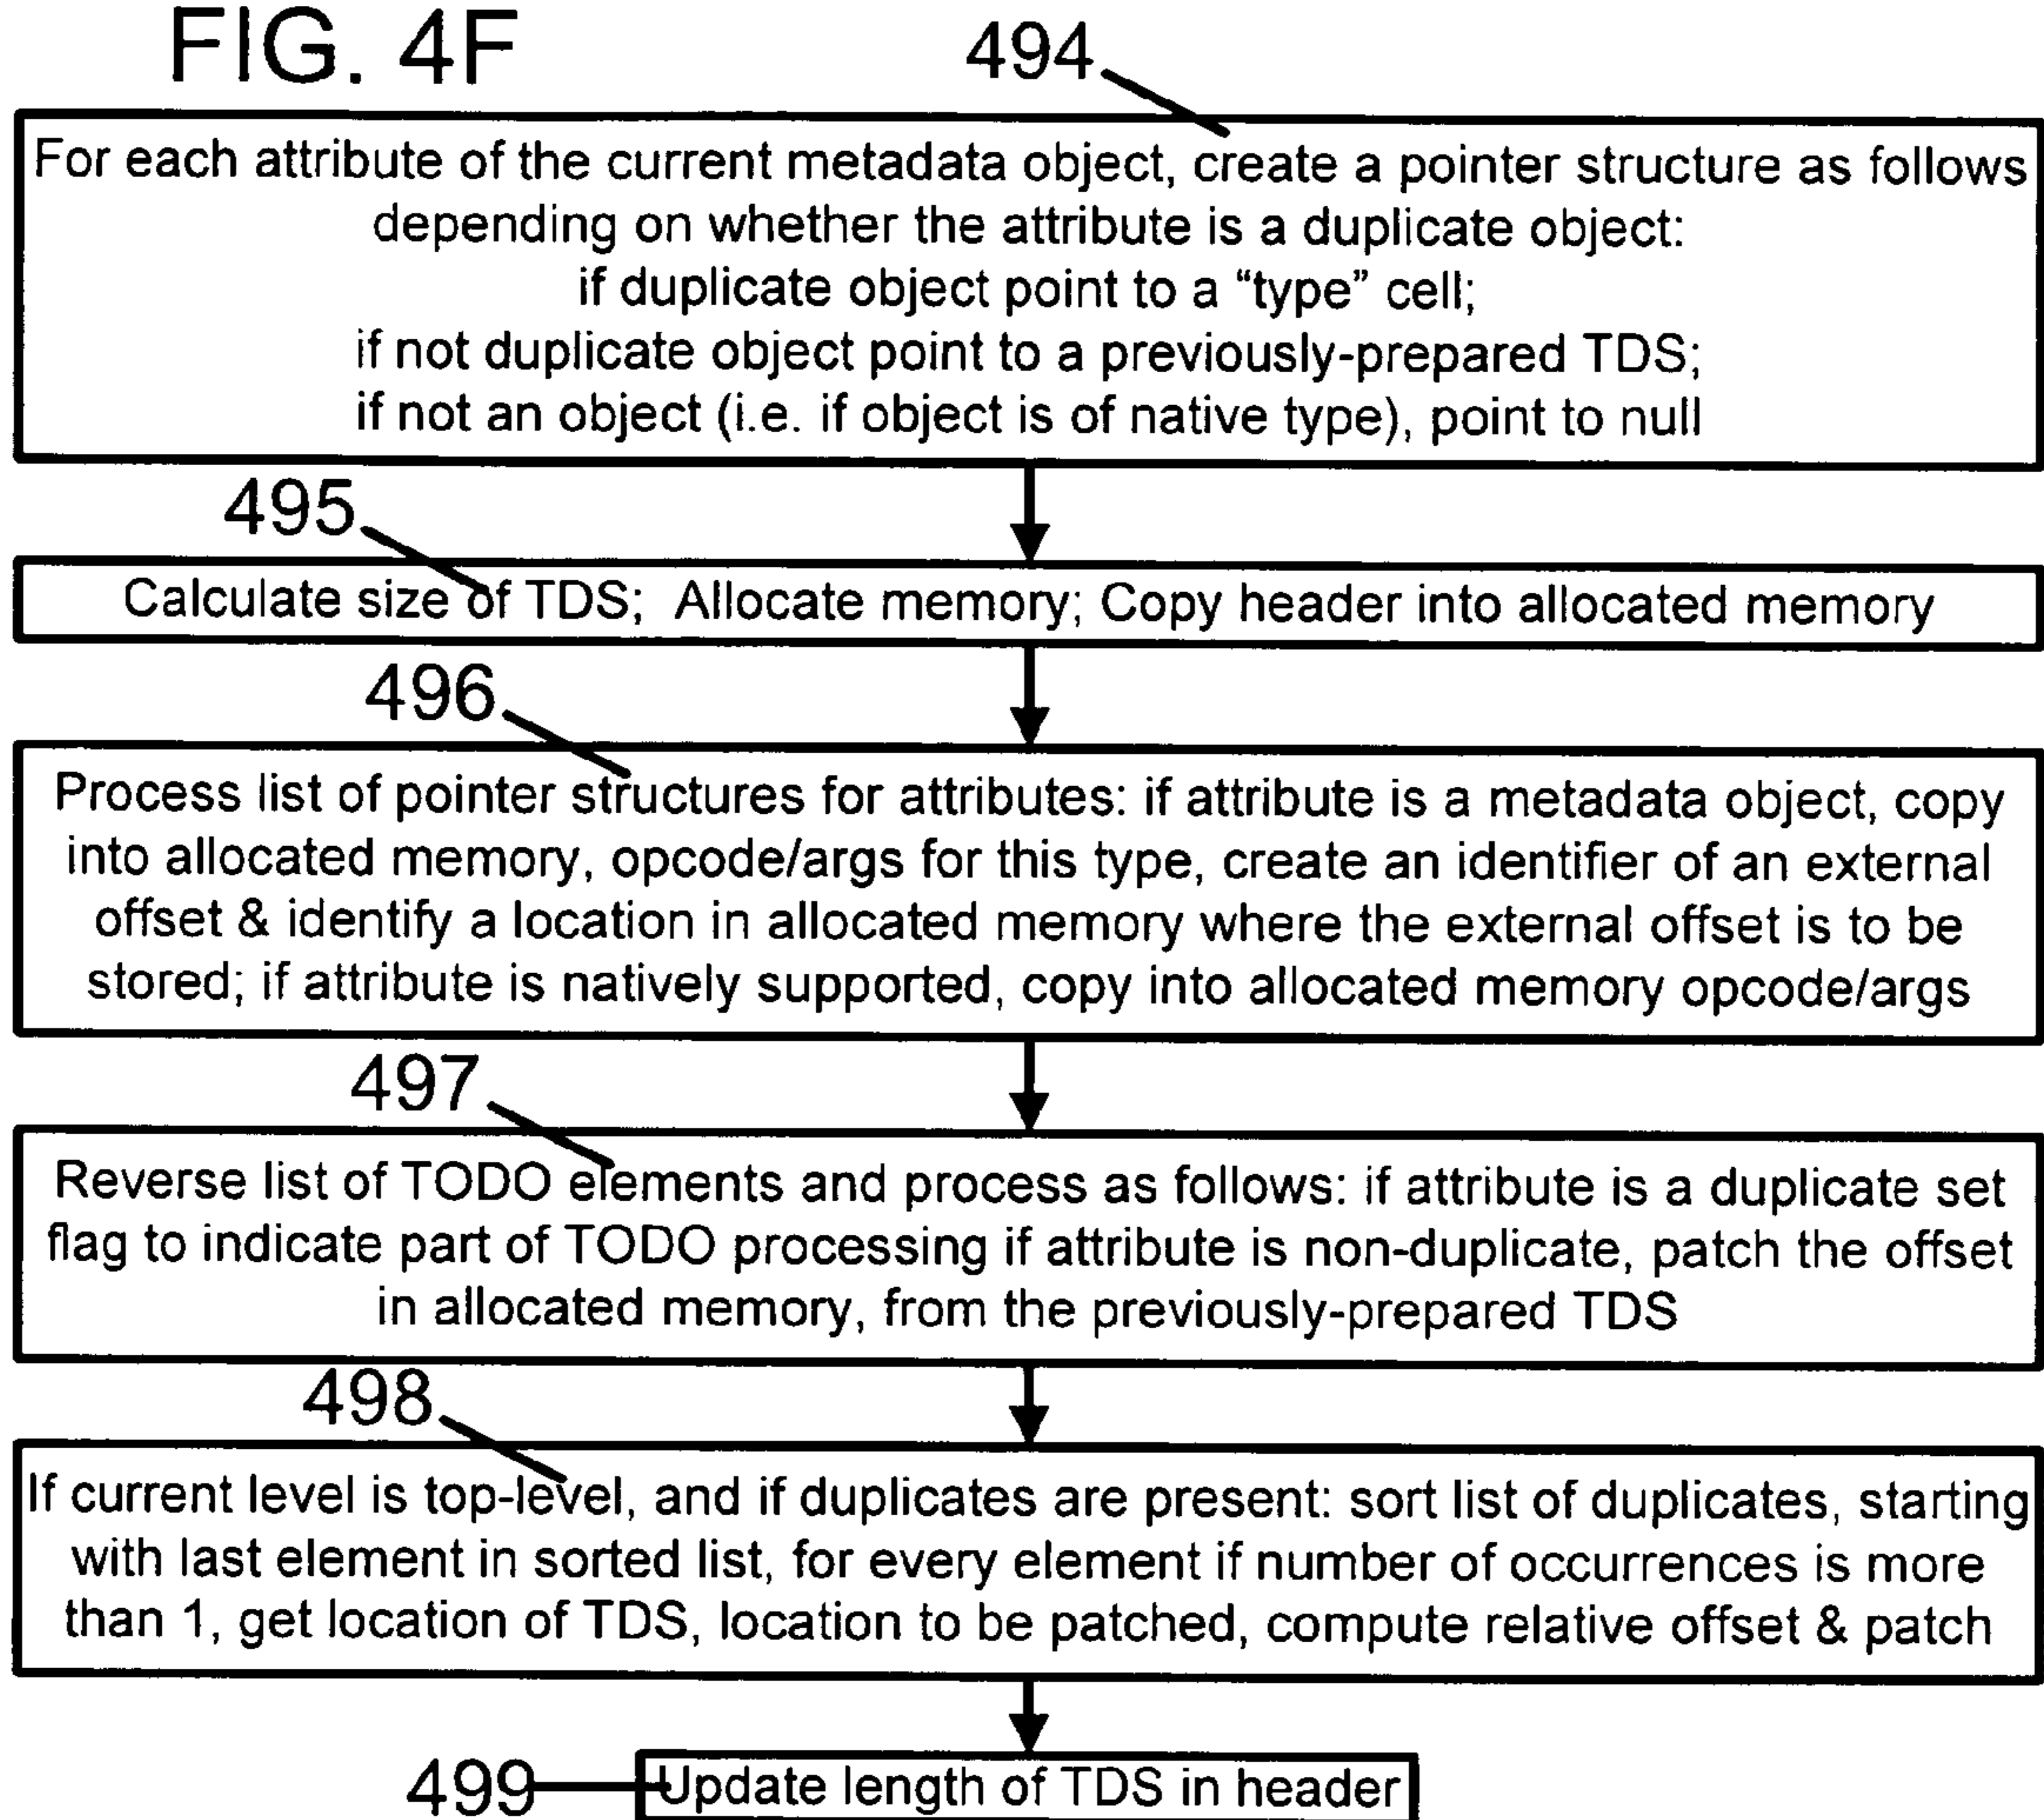 FIG. 4F
494
For each attribute of the current metadata object, create a pointer structure as follows
depending on whether the attribute is a duplicate object:
if duplicate object point to a “type” cell;
if not duplicate object point to a previously-prepared TDS;
if not an object (i.e. if object is of native type), point to null
495
Calculate size of TDS; Allocate memory; Copy header into allocated memory
496
Process list of pointer structures for attributes: if attribute is a metadata object, copy
into allocated memory, opcode/args for this type, create an identifier of an external
offset & identify a location in allocated memory where the external offset is to be
stored; if attribute is natively supported, copy into allocated memory opcode/args
497
Reverse list of TODO elements and process as follows: if attribute is a duplicate set
flag to indicate part of TODO processing if attribute is non-duplicate, patch the offset
in allocated memory, from the previously-prepared TDS
498
If current level is top-level, and if duplicates are present: sort list of duplicates, starting
with last element in sorted list, for every element if number of occurrences is more
than 1, get location of TDS, location to be patched, compute relative offset & patch
499
Update length of TDS in header